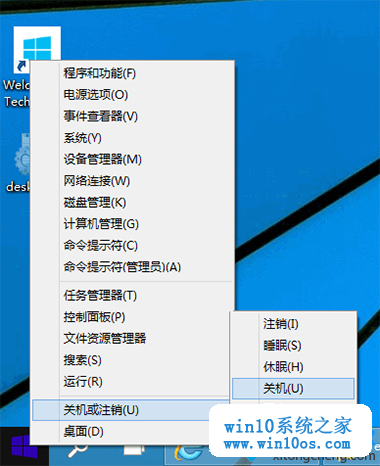 Welc
Tech
desk
程序和功能(F)
电源选项(O)
事件查看器(V)
系统(Y)
设备管理器(M)
网络连接(W)
磁盘管理(K)
计算机管理(G)
命令提示符(C)
命令提示符(管理员)(A)
任务管理器(T)
控制面板(P)
文件资源管理器
搜索(S)
运行(R)
关机或注销(U)
桌面(D)
注销(I)
睡眠(S)
休眠(H)
关机(U)
win10系统之家
www.win10os.com